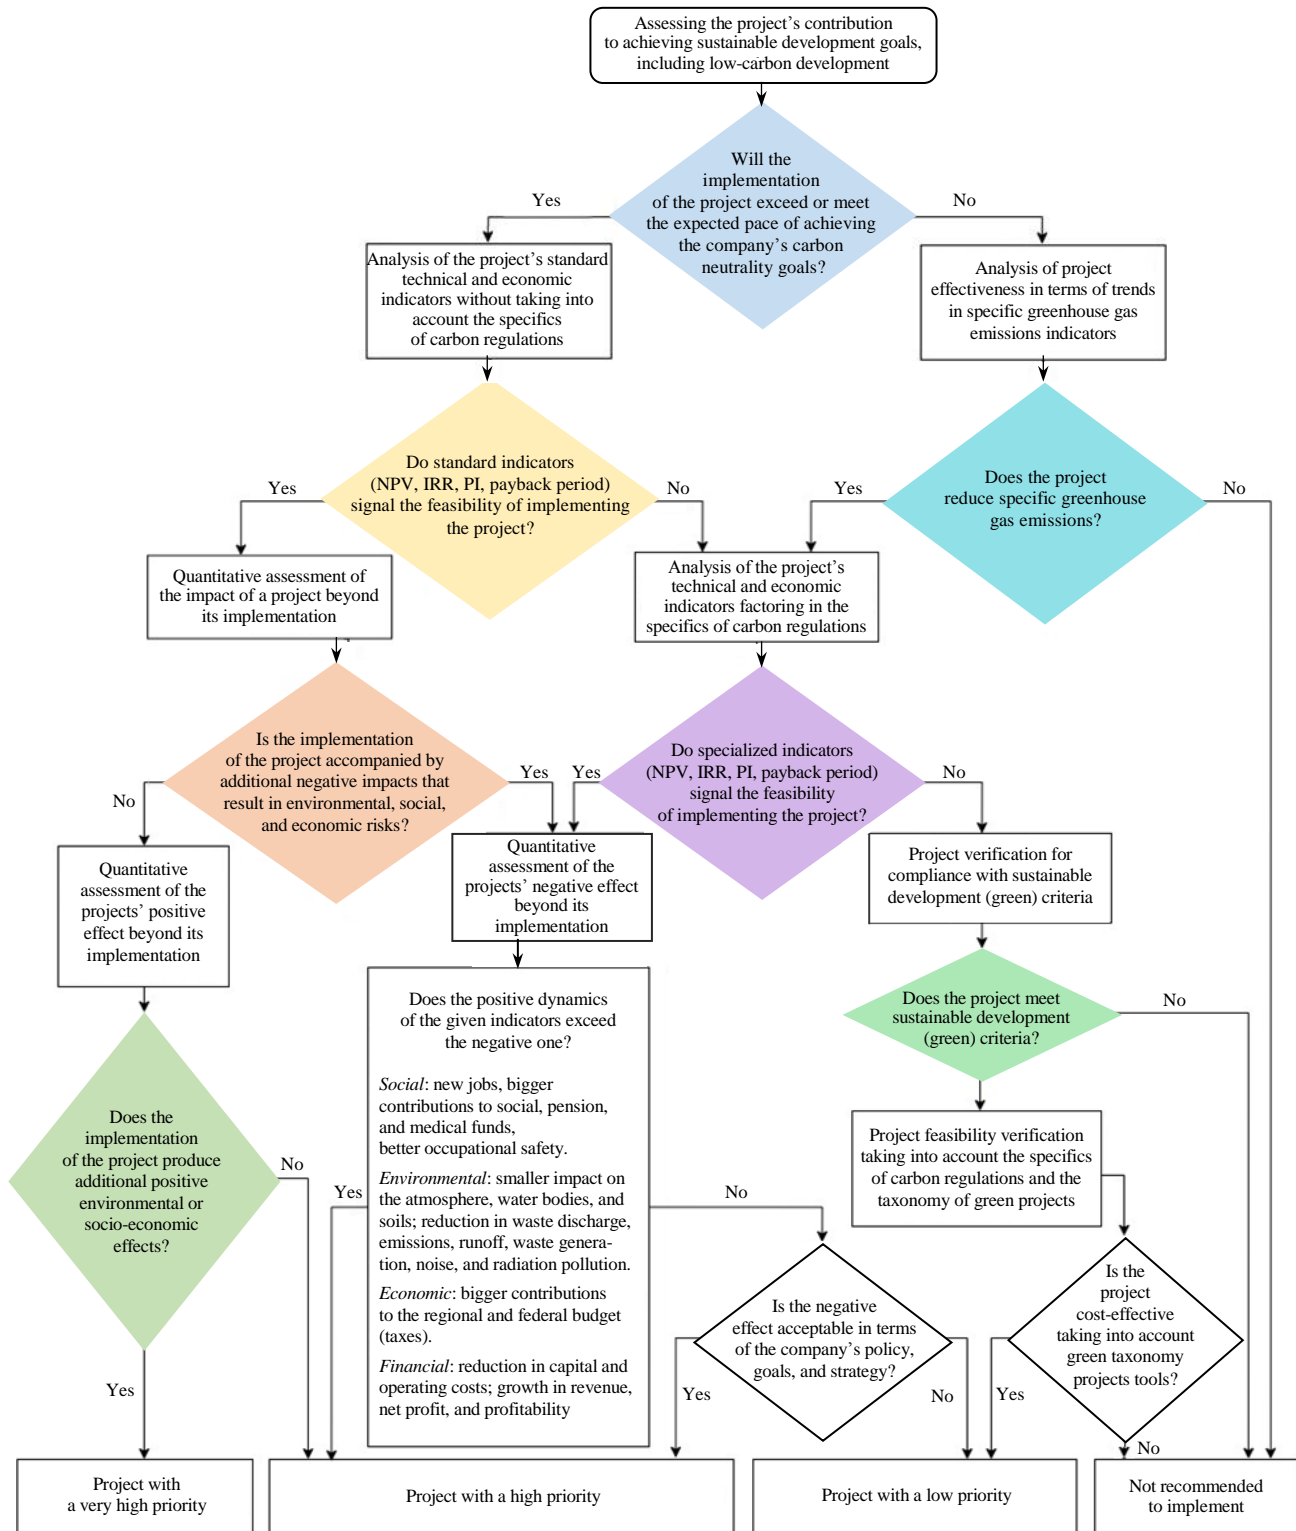 Assessing the project’s contribution
to achieving sustainable development goals,
including low-carbon development
Will the
implementation
of the project exceed or meet
the expected pace of achieving
the company’s carbon
neutrality goals?
Yes
No
Analysis of the project’s standard
technical and economic
indicators without taking into
account the specifics
of carbon regulations
Analysis of project
effectiveness in terms of trends
in specific greenhouse gas
emissions indicators
Do standard indicators
(NPV, IRR, PI, payback period)
signal the feasibility of implementing
the project?
Yes
No
Does the project
reduce specific greenhouse
gas emissions?
Yes
No
Quantitative assessment of
the impact of a project beyond
its implementation
Analysis of the project’s
technical and economic
indicators factoring in the
specifics of carbon regulations
Is the implementation
of the project accompanied by
additional negative impacts that
result in environmental, social,
and economic risks?
No
Yes
Do specialized indicators
(NPV, IRR, PI, payback period)
signal the feasibility
of implementing the project?
Yes
No
Quantitative
assessment of the
projects’ positive
effect beyond its
implementation
Quantitative
assessment of the
projects’ negative effect
beyond its
implementation
Project verification for
compliance with sustainable
development (green) criteria
Does the project meet
sustainable development
(green) criteria?
No
Does the positive dynamics
of the given indicators exceed
the negative one?
Social: new jobs, bigger
contributions to social, pension,
and medical funds,
better occupational safety.
Environmental: smaller impact on
the atmosphere, water bodies, and
soils; reduction in waste discharge,
emissions, runoff, waste genera-
tion, noise, and radiation pollution.
Economic: bigger contributions
to the regional and federal budget
(taxes).
Financial: reduction in capital and
operating costs; growth in revenue,
net profit, and profitability
Yes
No
Does the
implementation
of the project produce
additional positive
environmental or
socio-economic
effects?
No
Yes
Project feasibility verification
taking into account the specifics
of carbon regulations and the
taxonomy of green projects
Is the negative
effect acceptable in terms
of the company’s policy,
goals, and strategy?
Yes
No
Is the
project
cost-effective
taking into account
green taxonomy
projects tools?
Yes
No
Project with
a very high priority
Project with a high priority
Project with a low priority
Not recommended
to implement